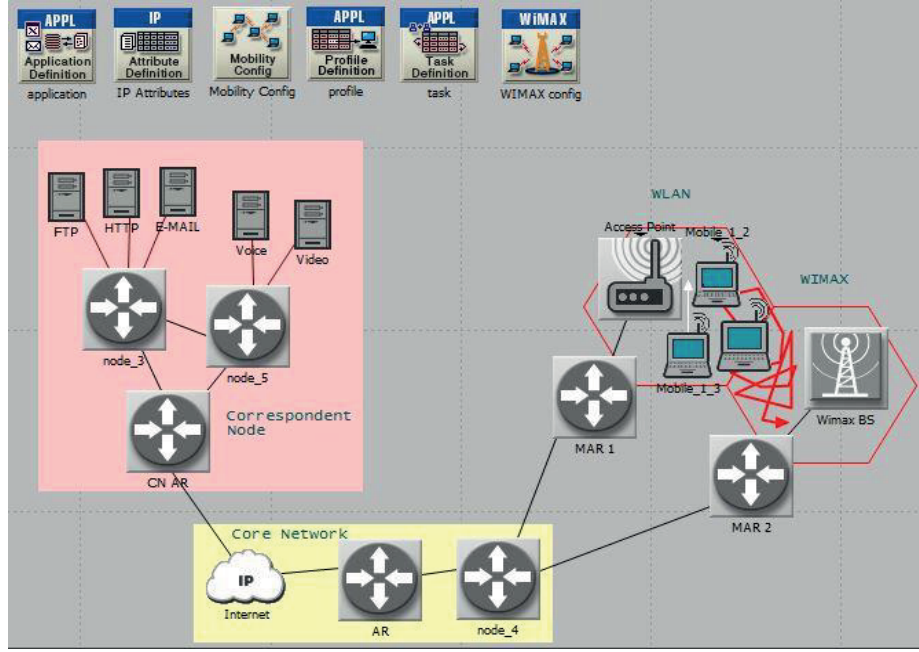 APPL
Application
Definition
application
IP
Attribute
Definition
IP Attributes
Mobility
Config
Mobility Config
APPL
Profile
Definition
profile
APPL
Task
Definition
task
WiMAX
WIMAX config
FTP
HTTP
E-MAIL
Voice
Video
node_3
node_5
Correspondent
Node
CN AR
WLAN
Access Point
Mobile_1_2
WIMAX
Mobile_1_3
Wimax BS
MAR 1
MAR 2
Core Network
IP
Internet
AR
node_4